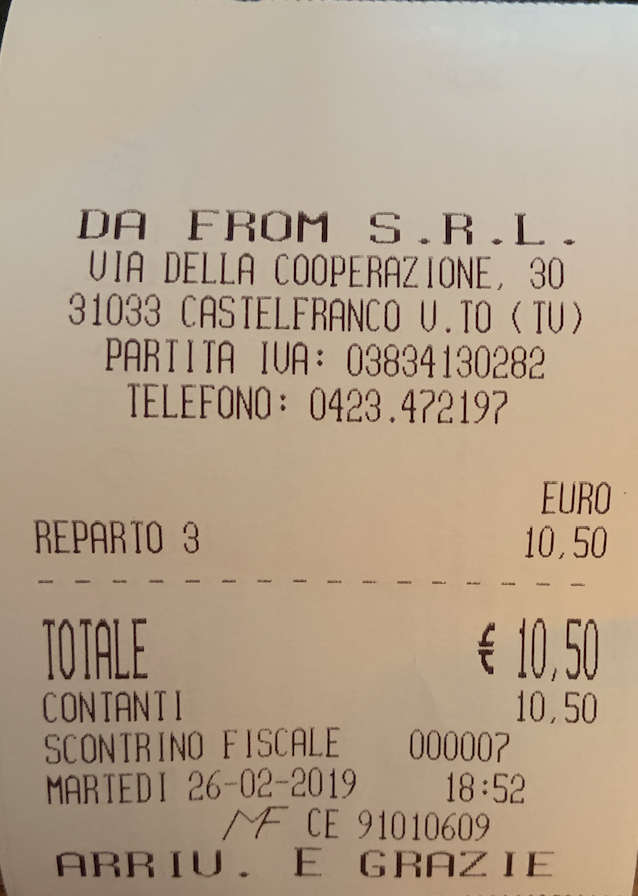 DA FROM S.R.L.
VIA DELLA COOPERAZIONE, 30
31033 CASTELFRANCO V.TO (TV)
PARTITA IVA: 03834130282
TELEFONO: 0423.472197
EURO
REPARTO 3 10,50
TOTALE € 10,50
CONTANTI 10,50
SCONTRINO FISCALE 000007
MARTEDI 26-02-2019 18:52
MF CE 91010609
ARRIV. E GRAZIE